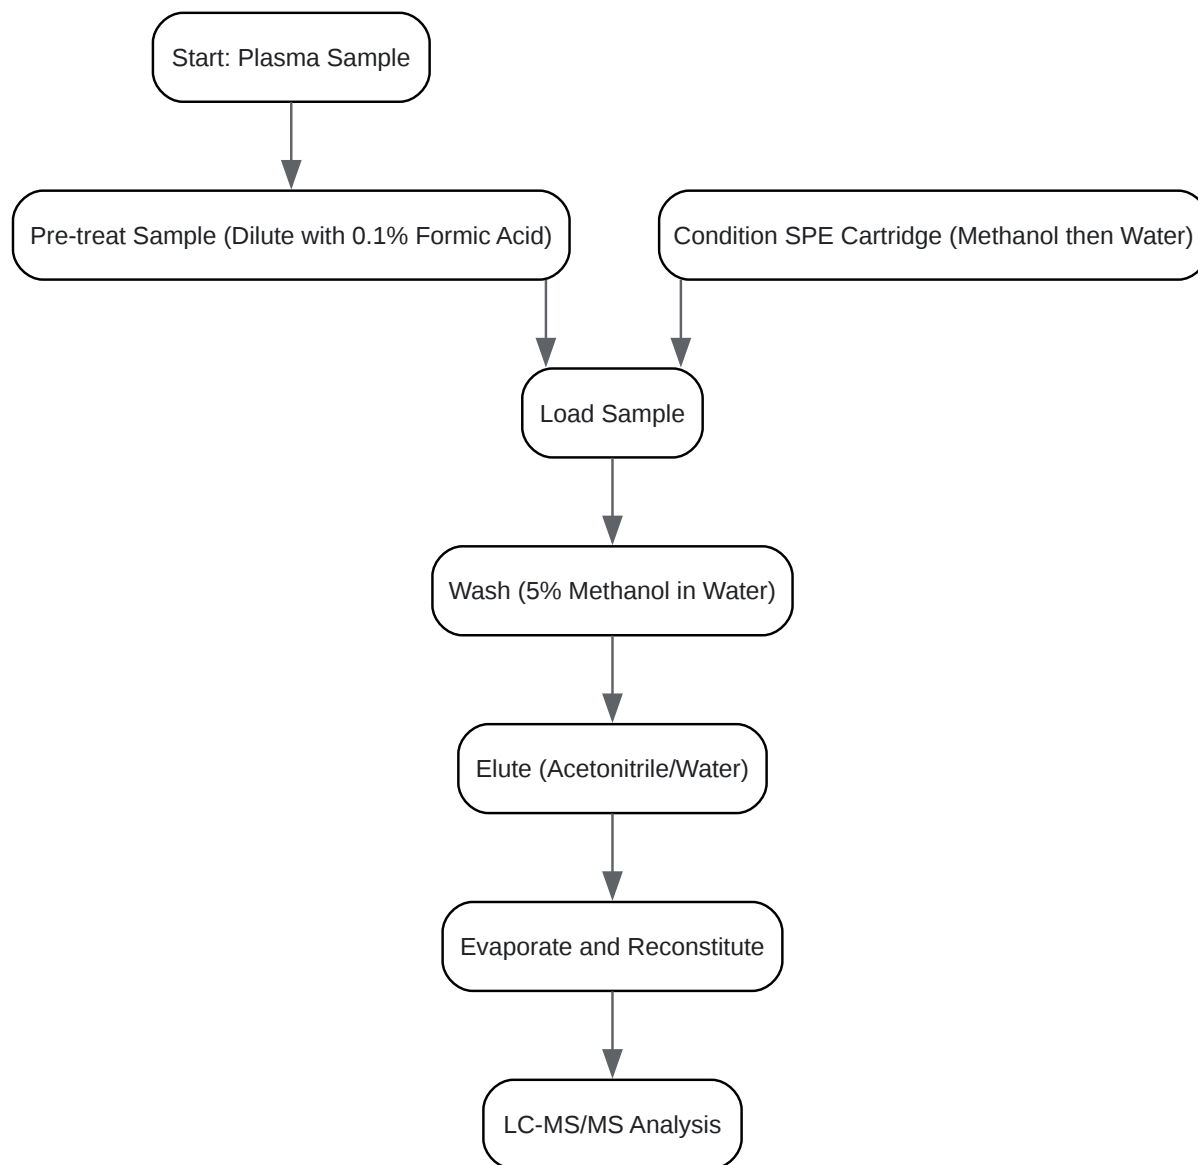 Start: Plasma Sample
Pre-treat Sample (Dilute with 0.1% Formic Acid)
Condition SPE Cartridge (Methanol then Water)
Load Sample
Wash (5% Methanol in Water)
Elute (Acetonitrile/Water)
Evaporate and Reconstitute
LC-MS/MS Analysis